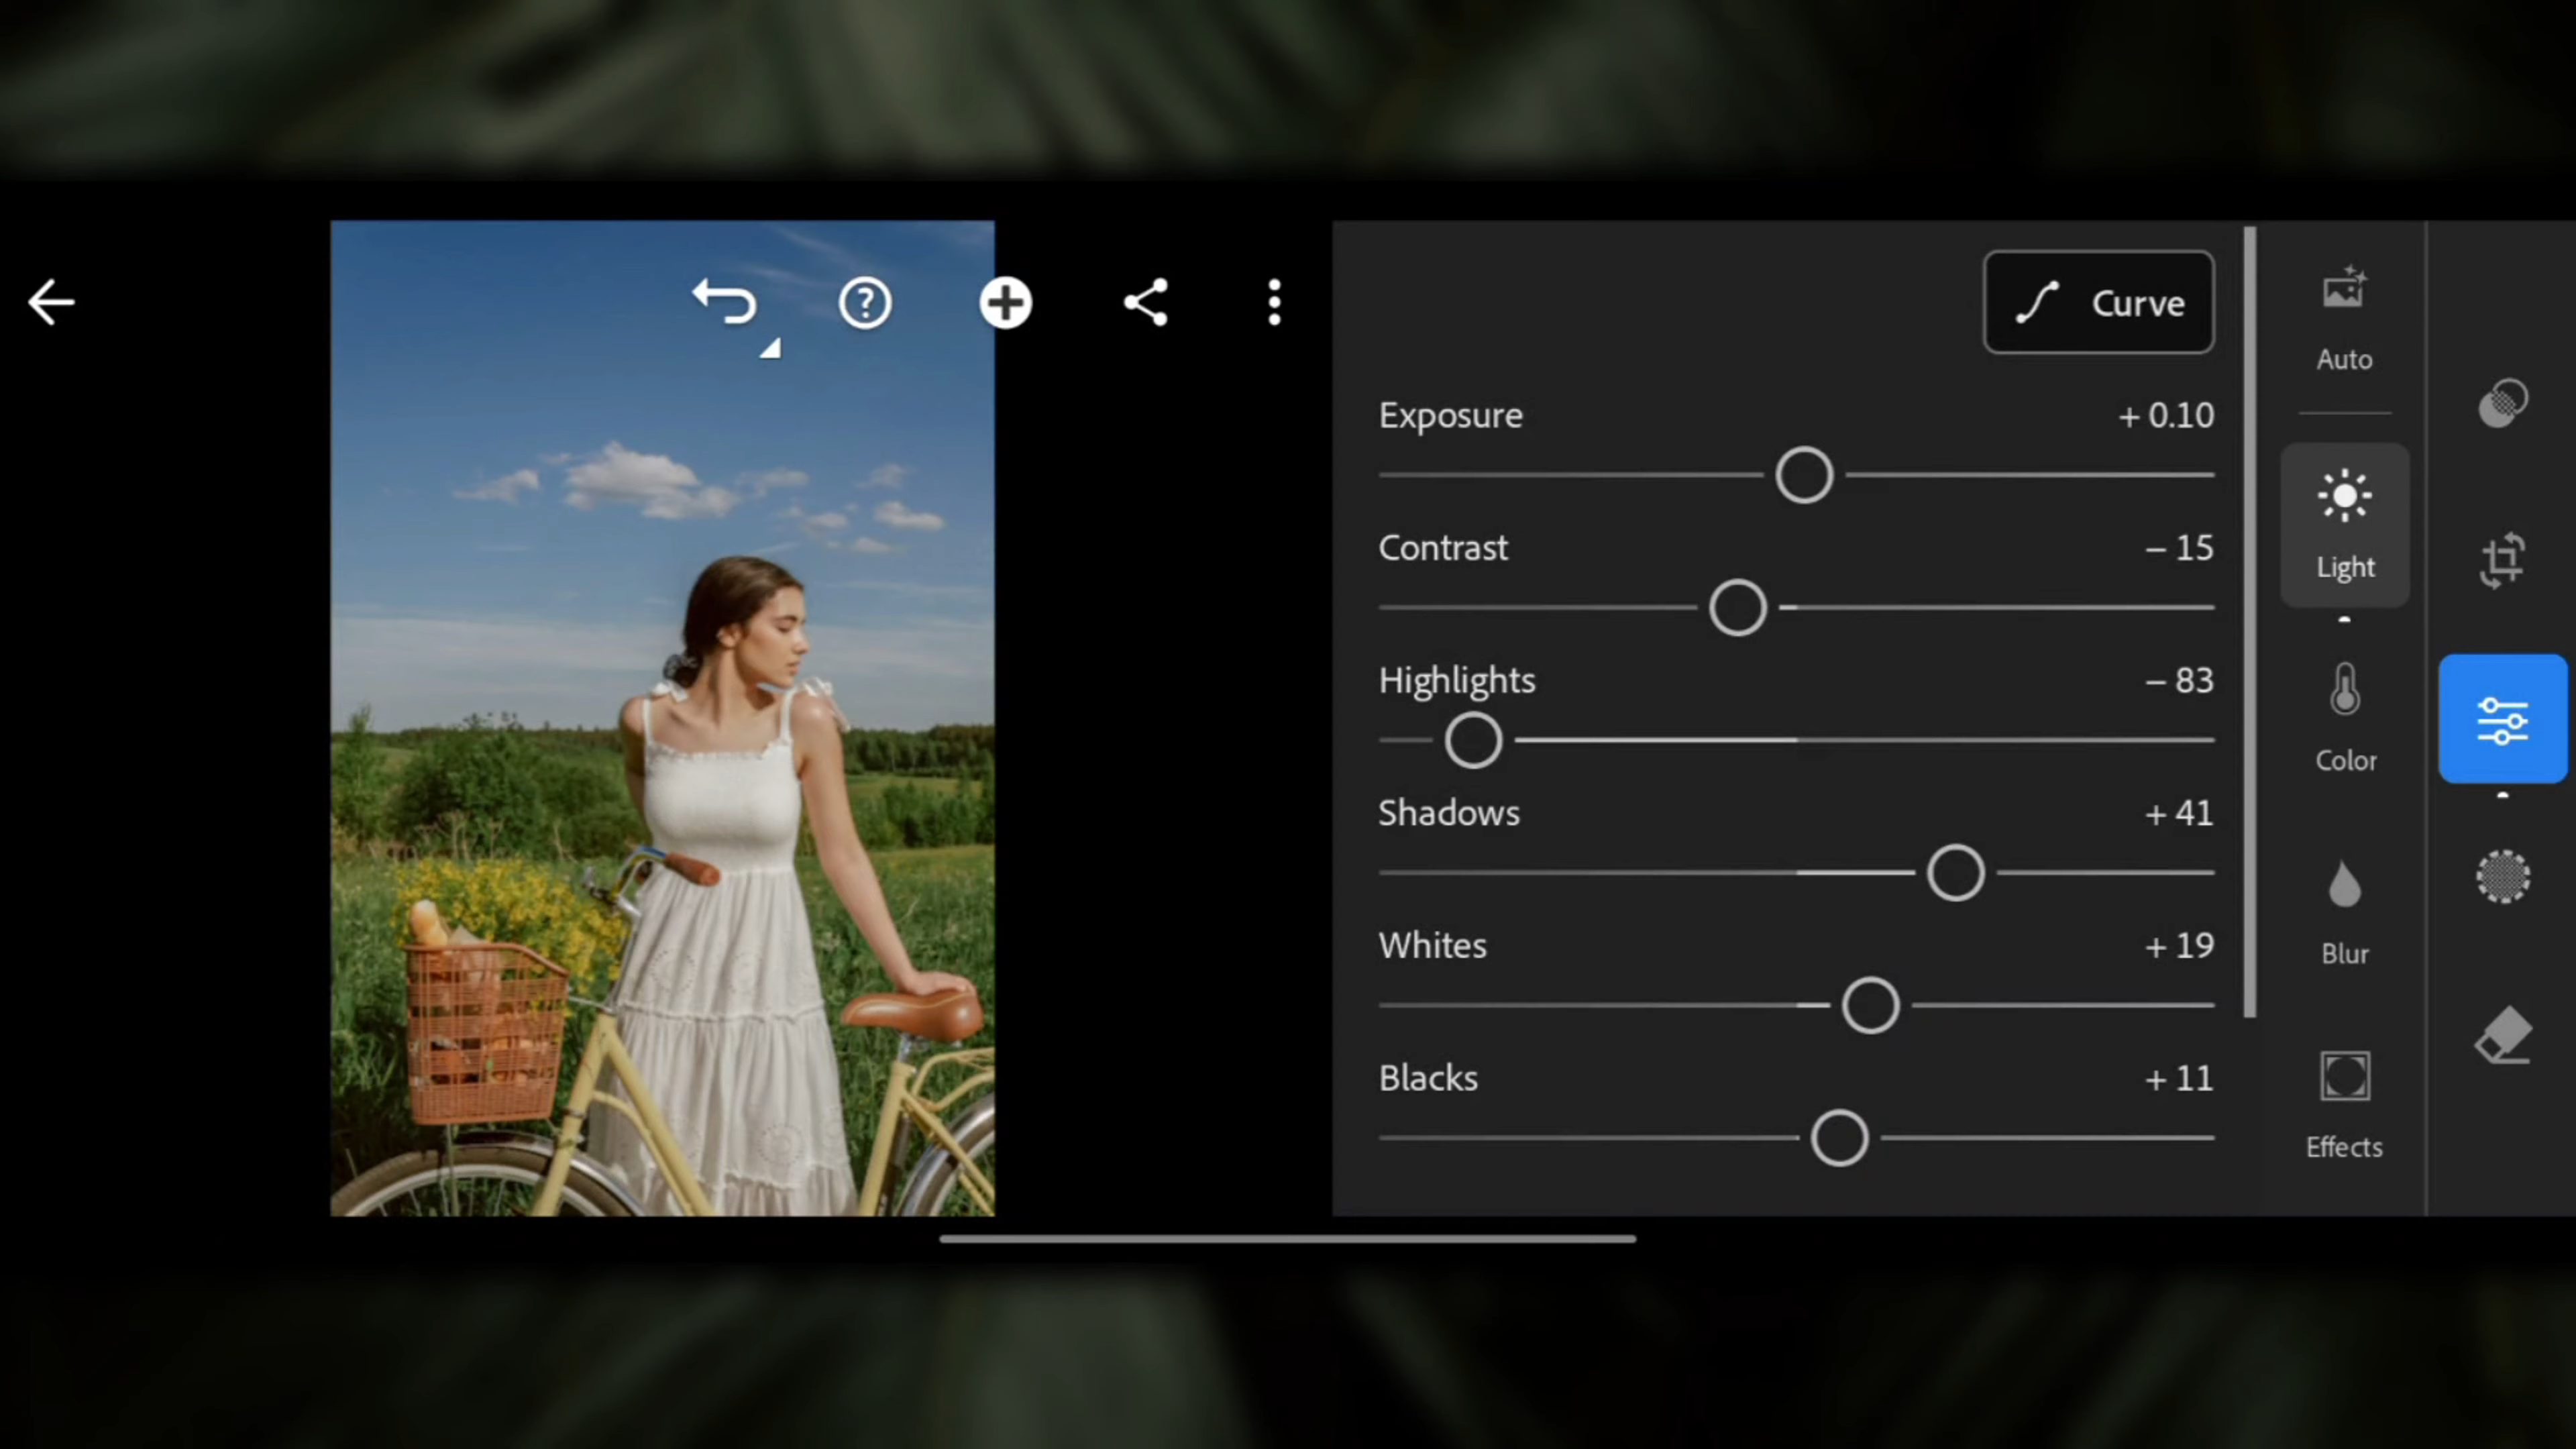 Curve
Auto
Exposure + 0.10
Contrast – 15
Light
Highlights – 83
Color
Shadows + 41
Whites + 19
Blur
Blacks + 11
Effects